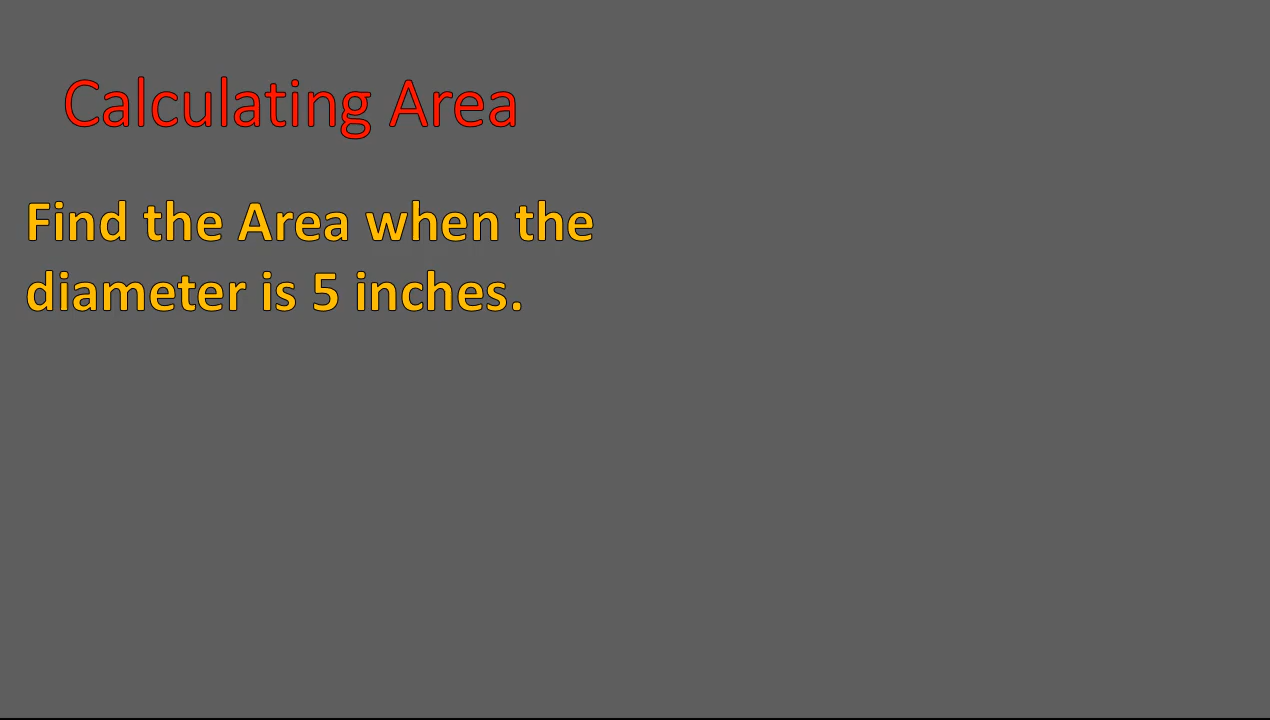 Calculating Area
Find the Area when the
diameter is 5 inches.